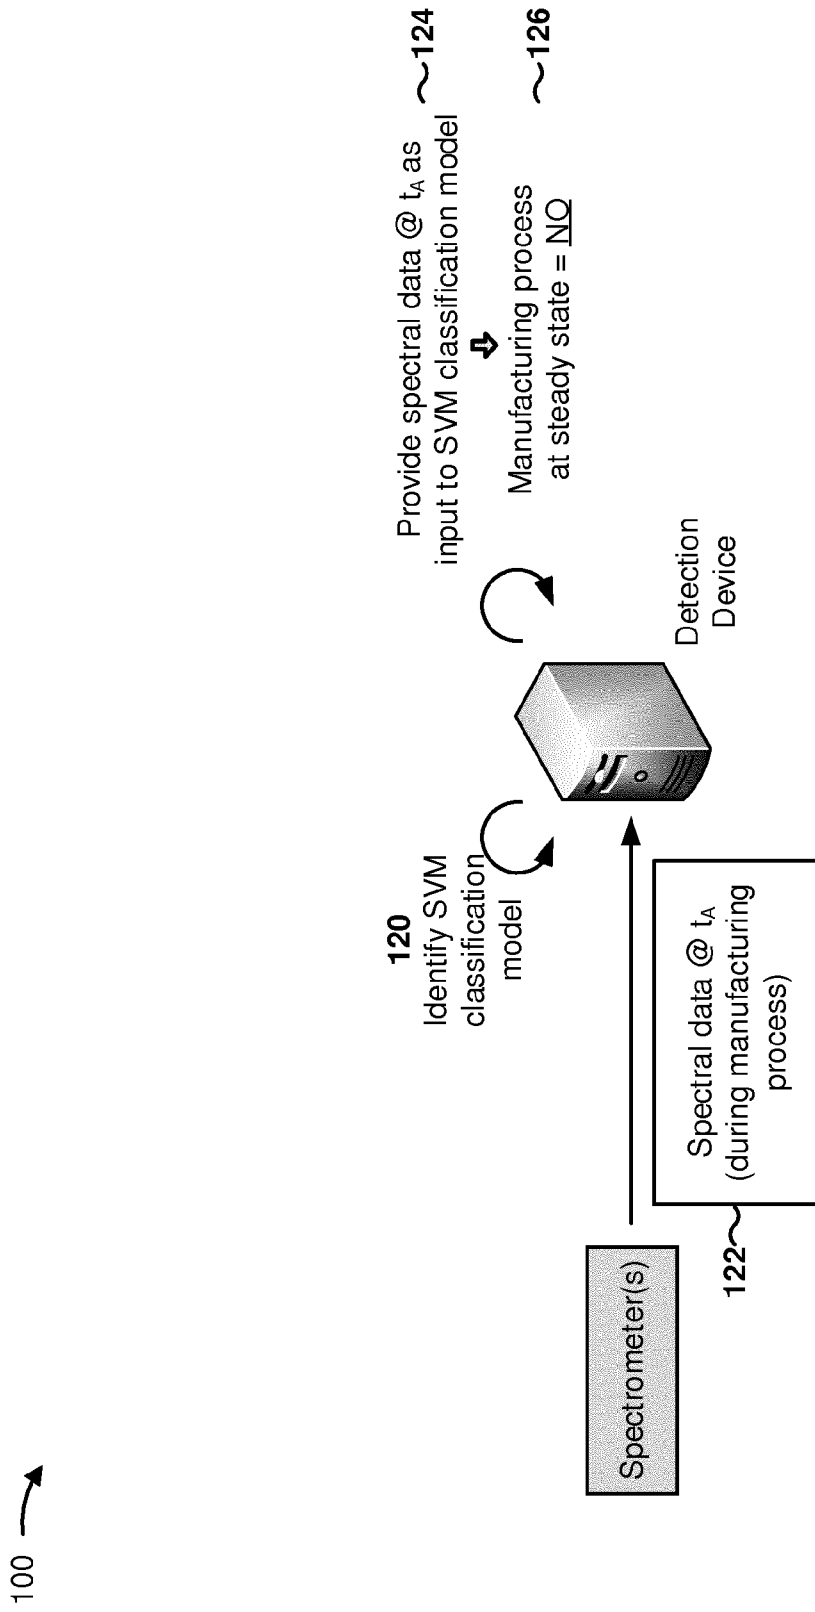 100
120
Identify SVM
classification
model
Provide spectral data @ tA as
input to SVM classification model
124
Manufacturing process
at steady state = NO
126
Detection
Device
Spectrometer(s)
Spectral data @ tA
(during manufacturing
process)
122